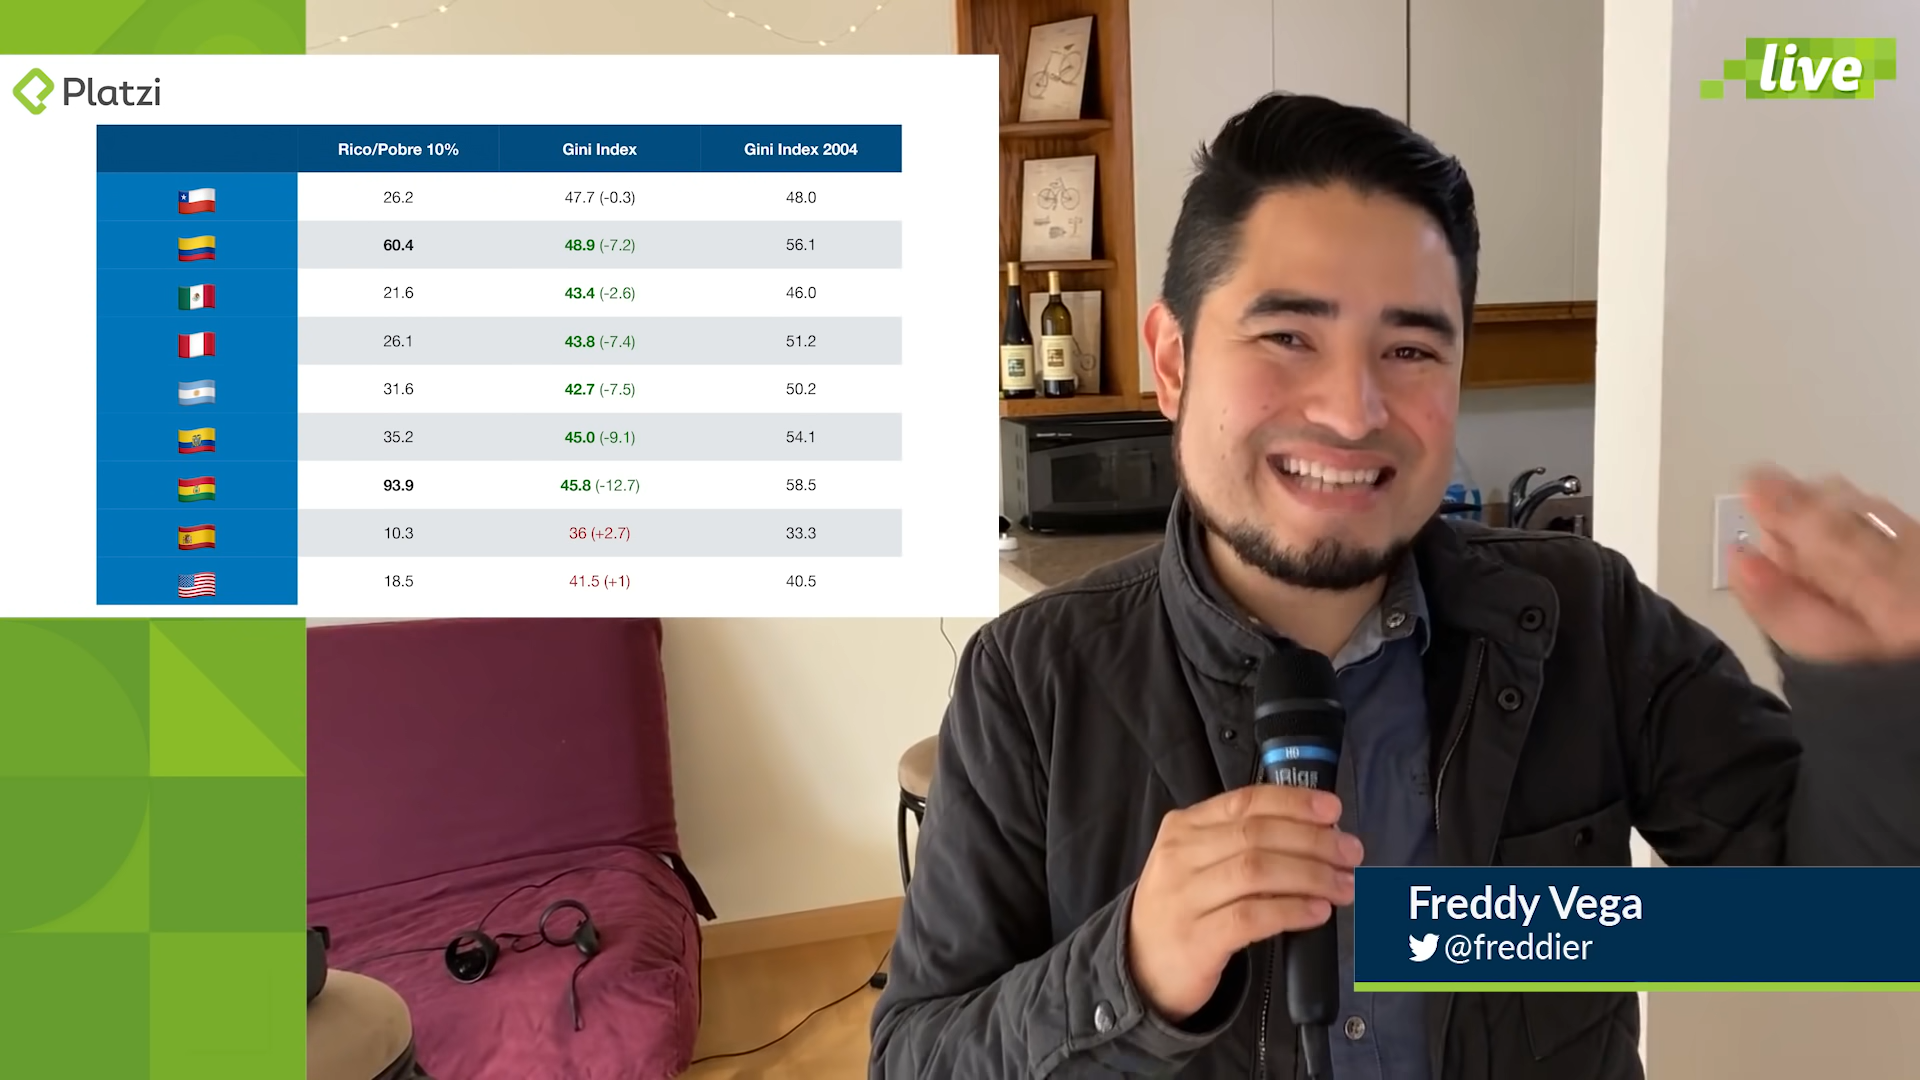 Platzi
live
Rico/Pobre 10% Gini Index Gini Index 2004
26.2 47.7 (-0.3) 48.0
60.4 48.9 (-7.2) 56.1
21.6 43.4 (-2.6) 46.0
26.1 43.8 (-7.4) 51.2
31.6 42.7 (-7.5) 50.2
35.2 45.0 (-9.1) 54.1
93.9 45.8 (-12.7) 58.5
10.3 36 (+2.7) 33.3
18.5 41.5 (+1) 40.5
HD
iRig
Freddy Vega
@freddier